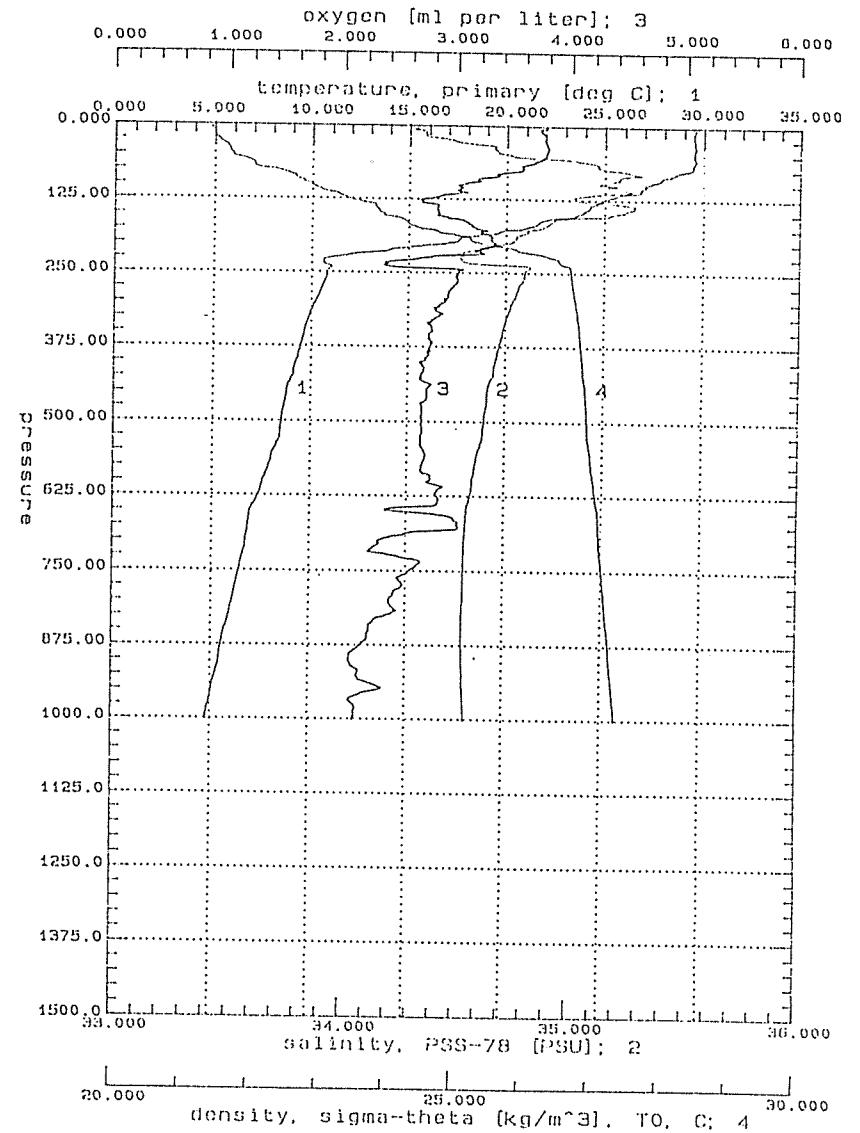 oxygen [ml per liter]; 3
0.000 1.000 2.000 3.000 4.000 5.000 6.000
temperature, primary [deg C]; 1
0.000 5.000 10.000 15.000 20.000 25.000 30.000 35.000
0.000
125.00
250.00
375.00
1 3 2 4
500.00
pressure
625.00
750.00
875.00
1000.0
1125.0
1250.0
1375.0
1500.0
33.000 34.000 35.000 36.000
salinity, PSS-78 [PSU]; 2
20.000 25.000 30.000
density, sigma-theta [kg/m^3], T0, C; 4